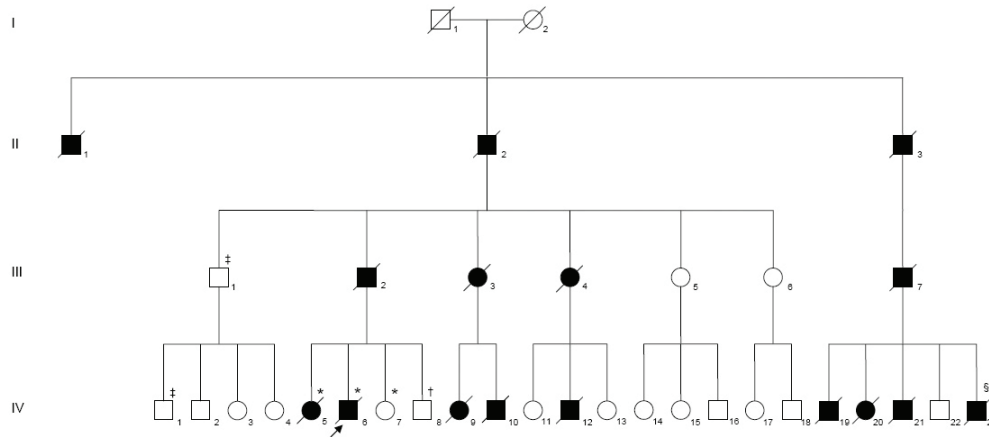 I 1 2
II 1 2 3
‡
III 1 2 3 4 5 6 7
‡ * * * † §
IV 1 2 3 4 5 6 7 8 9 10 11 12 13 14 15 16 17 18 19 20 21 22